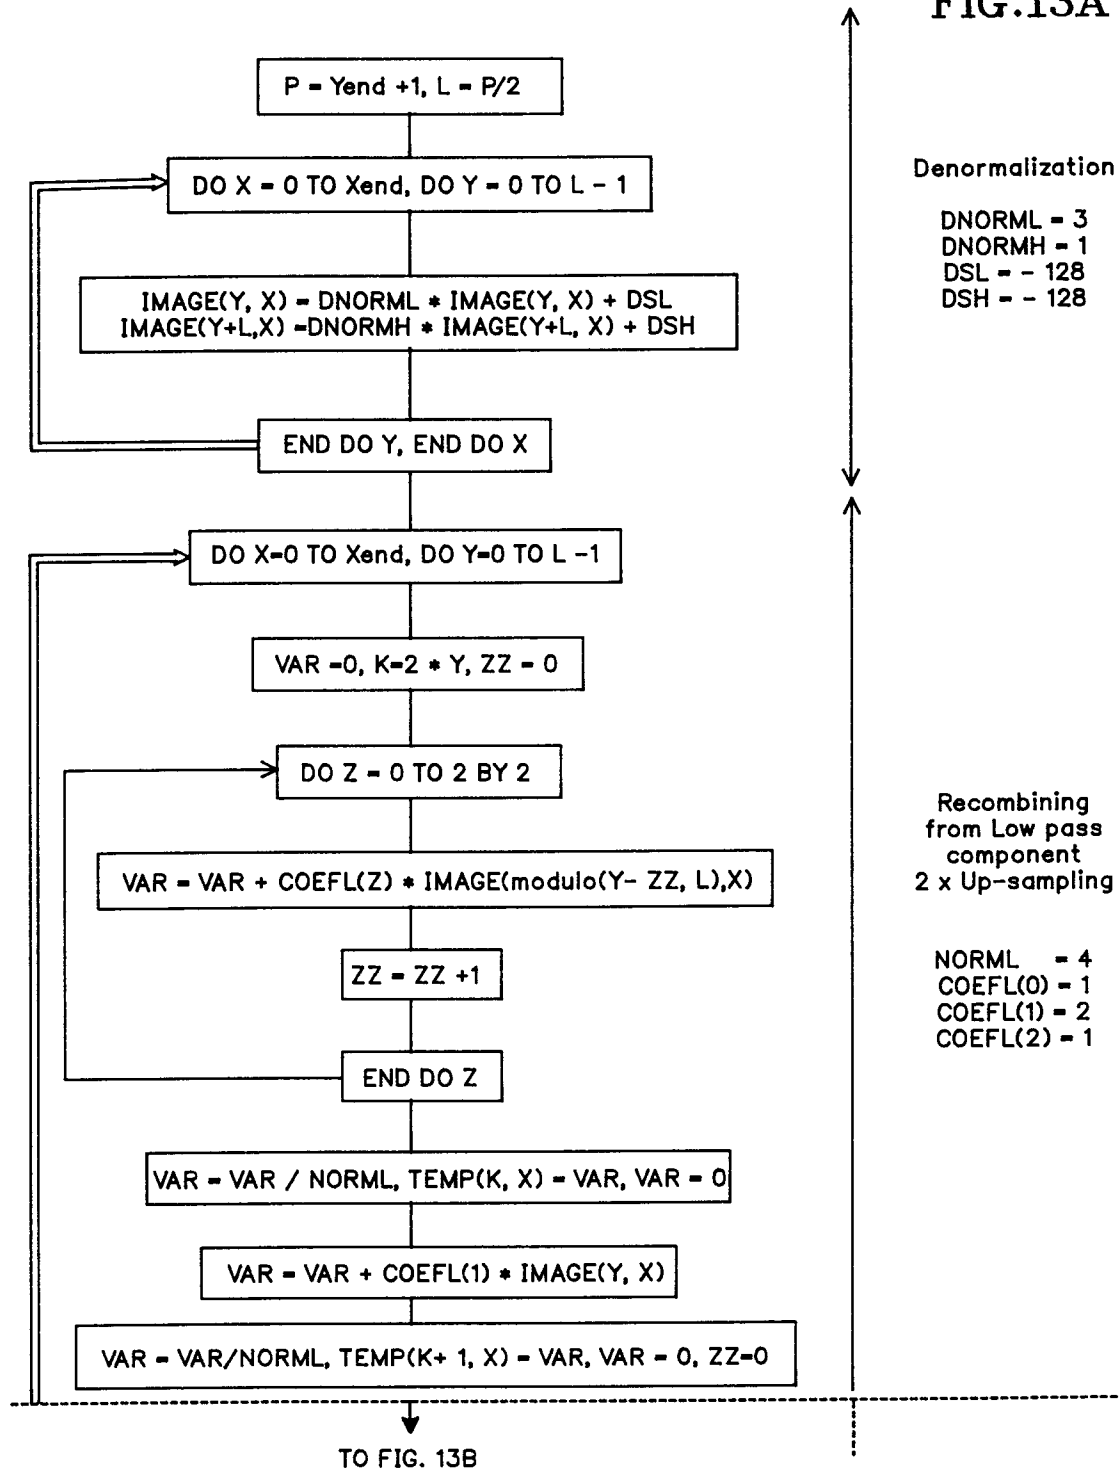 FIG.13A
P = Yend +1, L = P/2
DO X = 0 TO Xend, DO Y = 0 TO L - 1
IMAGE(Y, X) = DNORML * IMAGE(Y, X) + DSL
IMAGE(Y+L,X) =DNORMH * IMAGE(Y+L, X) + DSH
END DO Y, END DO X
Denormalization
DNORML = 3
DNORMH = 1
DSL = - 128
DSH = - 128
DO X=0 TO Xend, DO Y=0 TO L -1
VAR =0, K=2 * Y, ZZ = 0
DO Z = 0 TO 2 BY 2
VAR = VAR + COEFL(Z) * IMAGE(modulo(Y- ZZ, L),X)
ZZ = ZZ +1
END DO Z
VAR = VAR / NORML, TEMP(K, X) = VAR, VAR = 0
VAR = VAR + COEFL(1) * IMAGE(Y, X)
VAR = VAR/NORML, TEMP(K+ 1, X) = VAR, VAR = 0, ZZ=0
Recombining
from Low pass
component
2 x Up-sampling
NORML = 4
COEFL(0) = 1
COEFL(1) = 2
COEFL(2) = 1
TO FIG. 13B